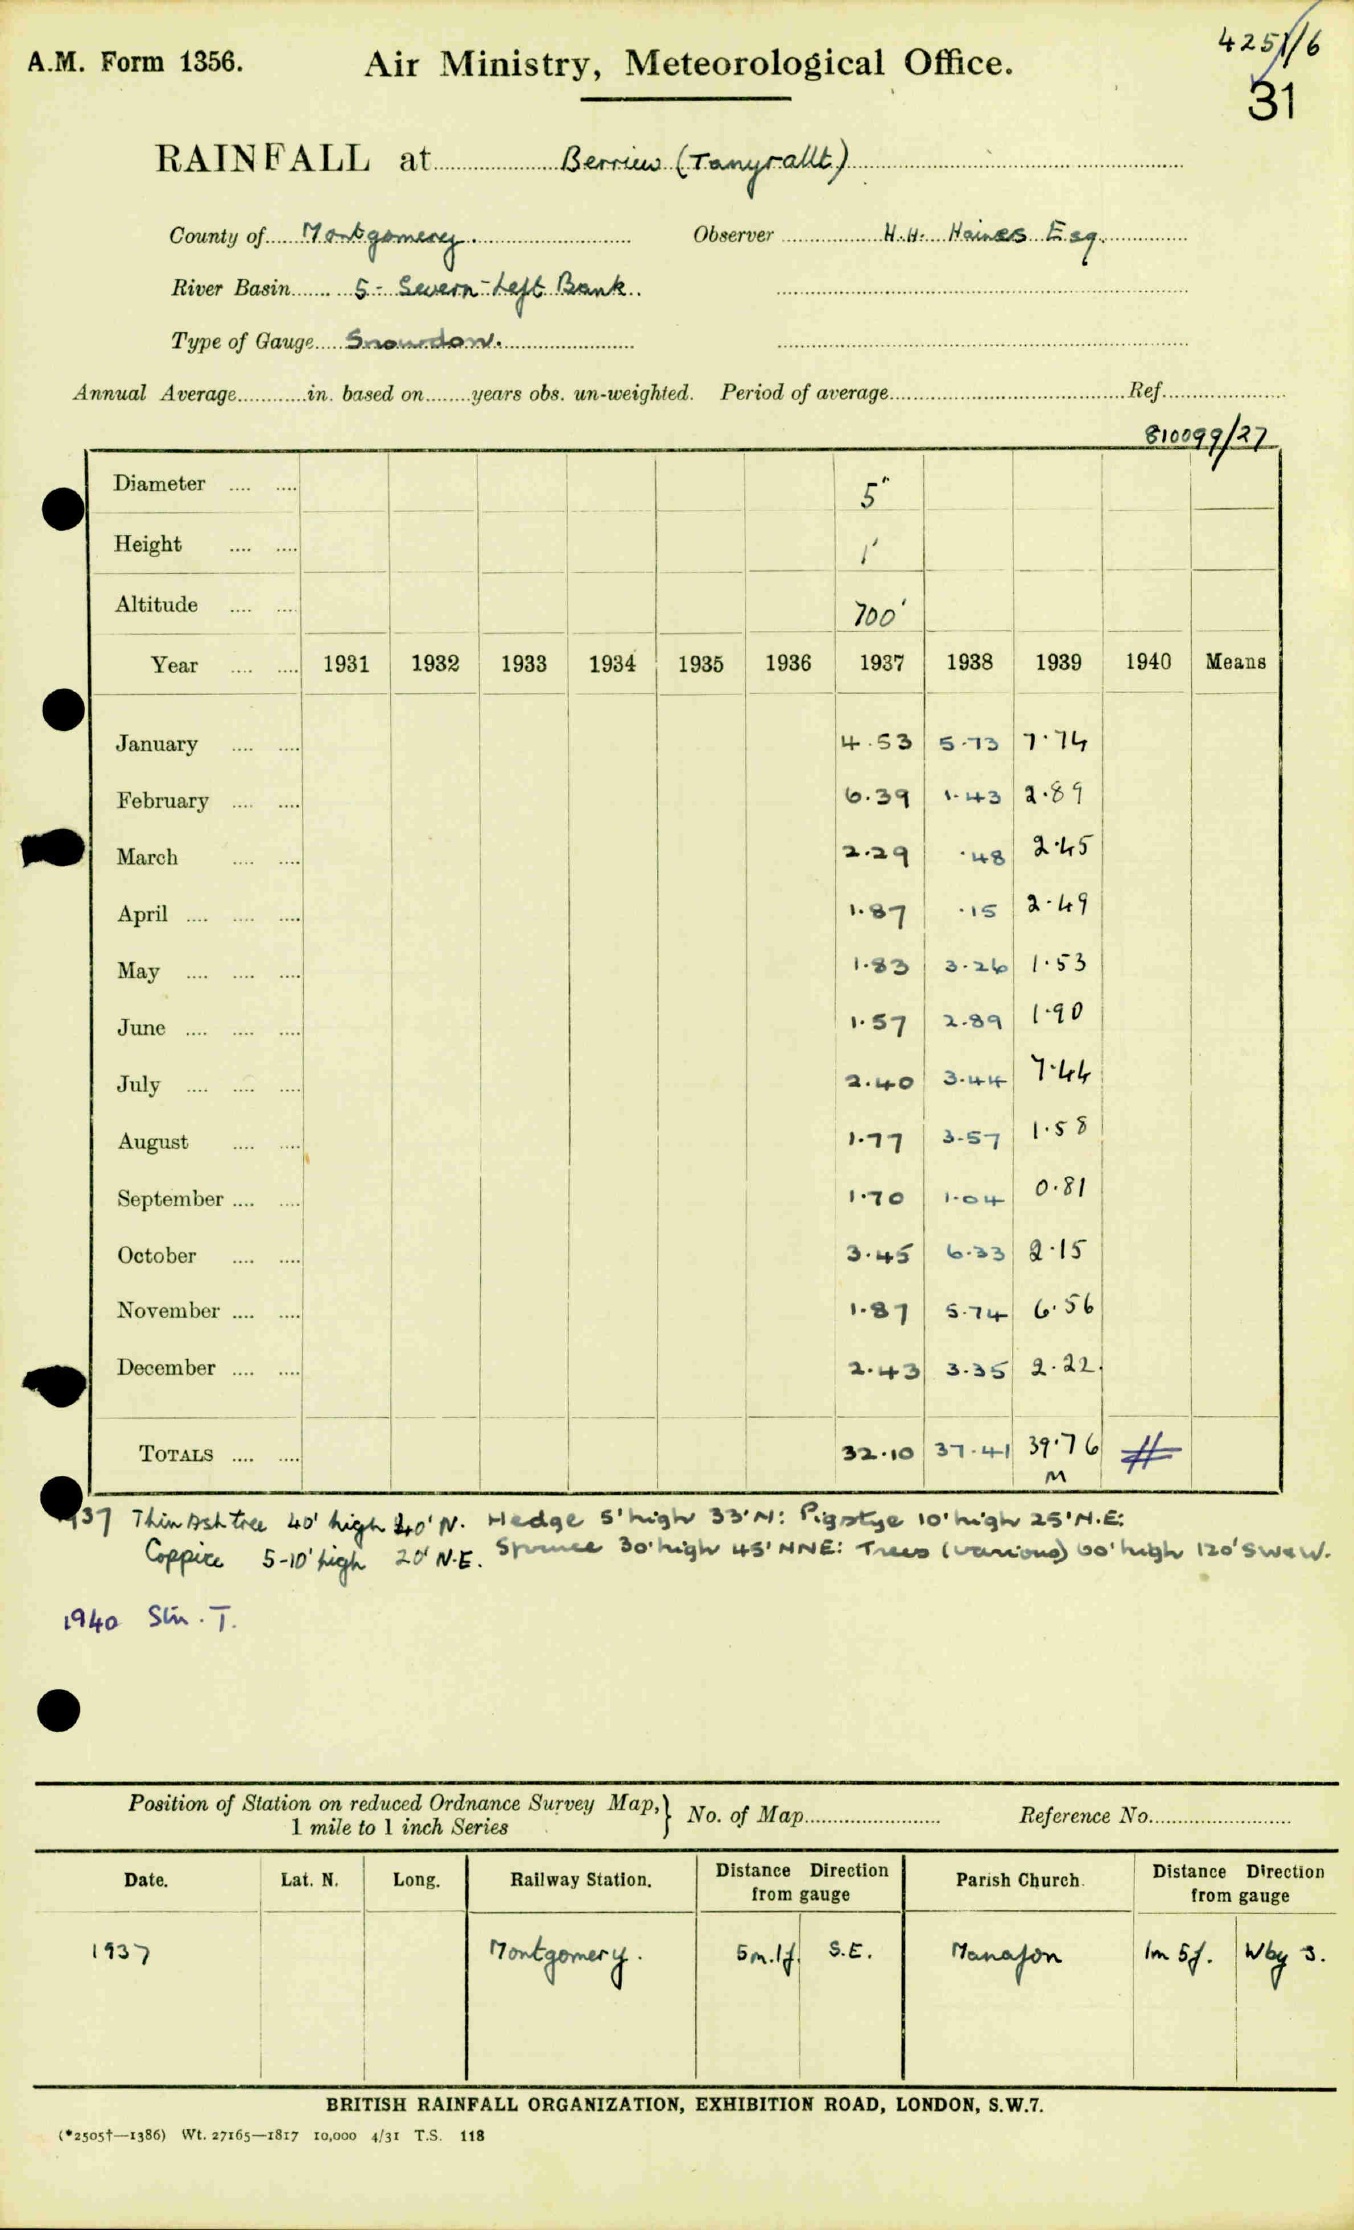 A.M. Form 1356. Air Ministry, Meteorological Office. 4251/6
31
RAINFALL at Berriew (Tanyrallt)
County of Montgomery. Observer H.H. Haines Esq.
River Basin 5 - Severn - Left Bank.
Type of Gauge Snowdon.
Annual Average in. based on years obs. un-weighted. Period of average Ref.
810099/27
Diameter 5"
Height 1'
Altitude 700'
Year 1931 1932 1933 1934 1935 1936 1937 1938 1939 1940 Means
January 4.53 5.73 7.74
February 6.39 1.43 2.89
March 2.29 .48 2.45
April 1.87 .15 2.49
May 1.83 3.26 1.53
June 1.57 2.89 1.90
July 2.40 3.44 7.44
August 1.77 3.57 1.58
September 1.70 1.04 0.81
October 3.45 6.33 2.15
November 1.87 5.74 6.56
December 2.43 3.35 2.22.
TOTALS 32.10 37.41 39.76 #
M
37 Thin Ash tree 40' high 40' N. Hedge 5' high 33' N: Pigstye 10' high 25' N.E:
Coppice 5-10' high 20' N.E. Spruce 30' high 45' NNE: Trees (various) 60' high 120' SW & W.
1940 Stn. T.
Position of Station on reduced Ordnance Survey Map, } No. of Map Reference No.
1 mile to 1 inch Series
Date. Lat. N. Long. Railway Station. Distance Direction from gauge Parish Church. Distance Direction from gauge
1937 Montgomery. 5m. 1f. S.E. Manafon 1m 5f. W by S.
BRITISH RAINFALL ORGANIZATION, EXHIBITION ROAD, LONDON, S.W.7.
(*2505†—1386) Wt. 27165—1817 10,000 4/31 T.S. 118